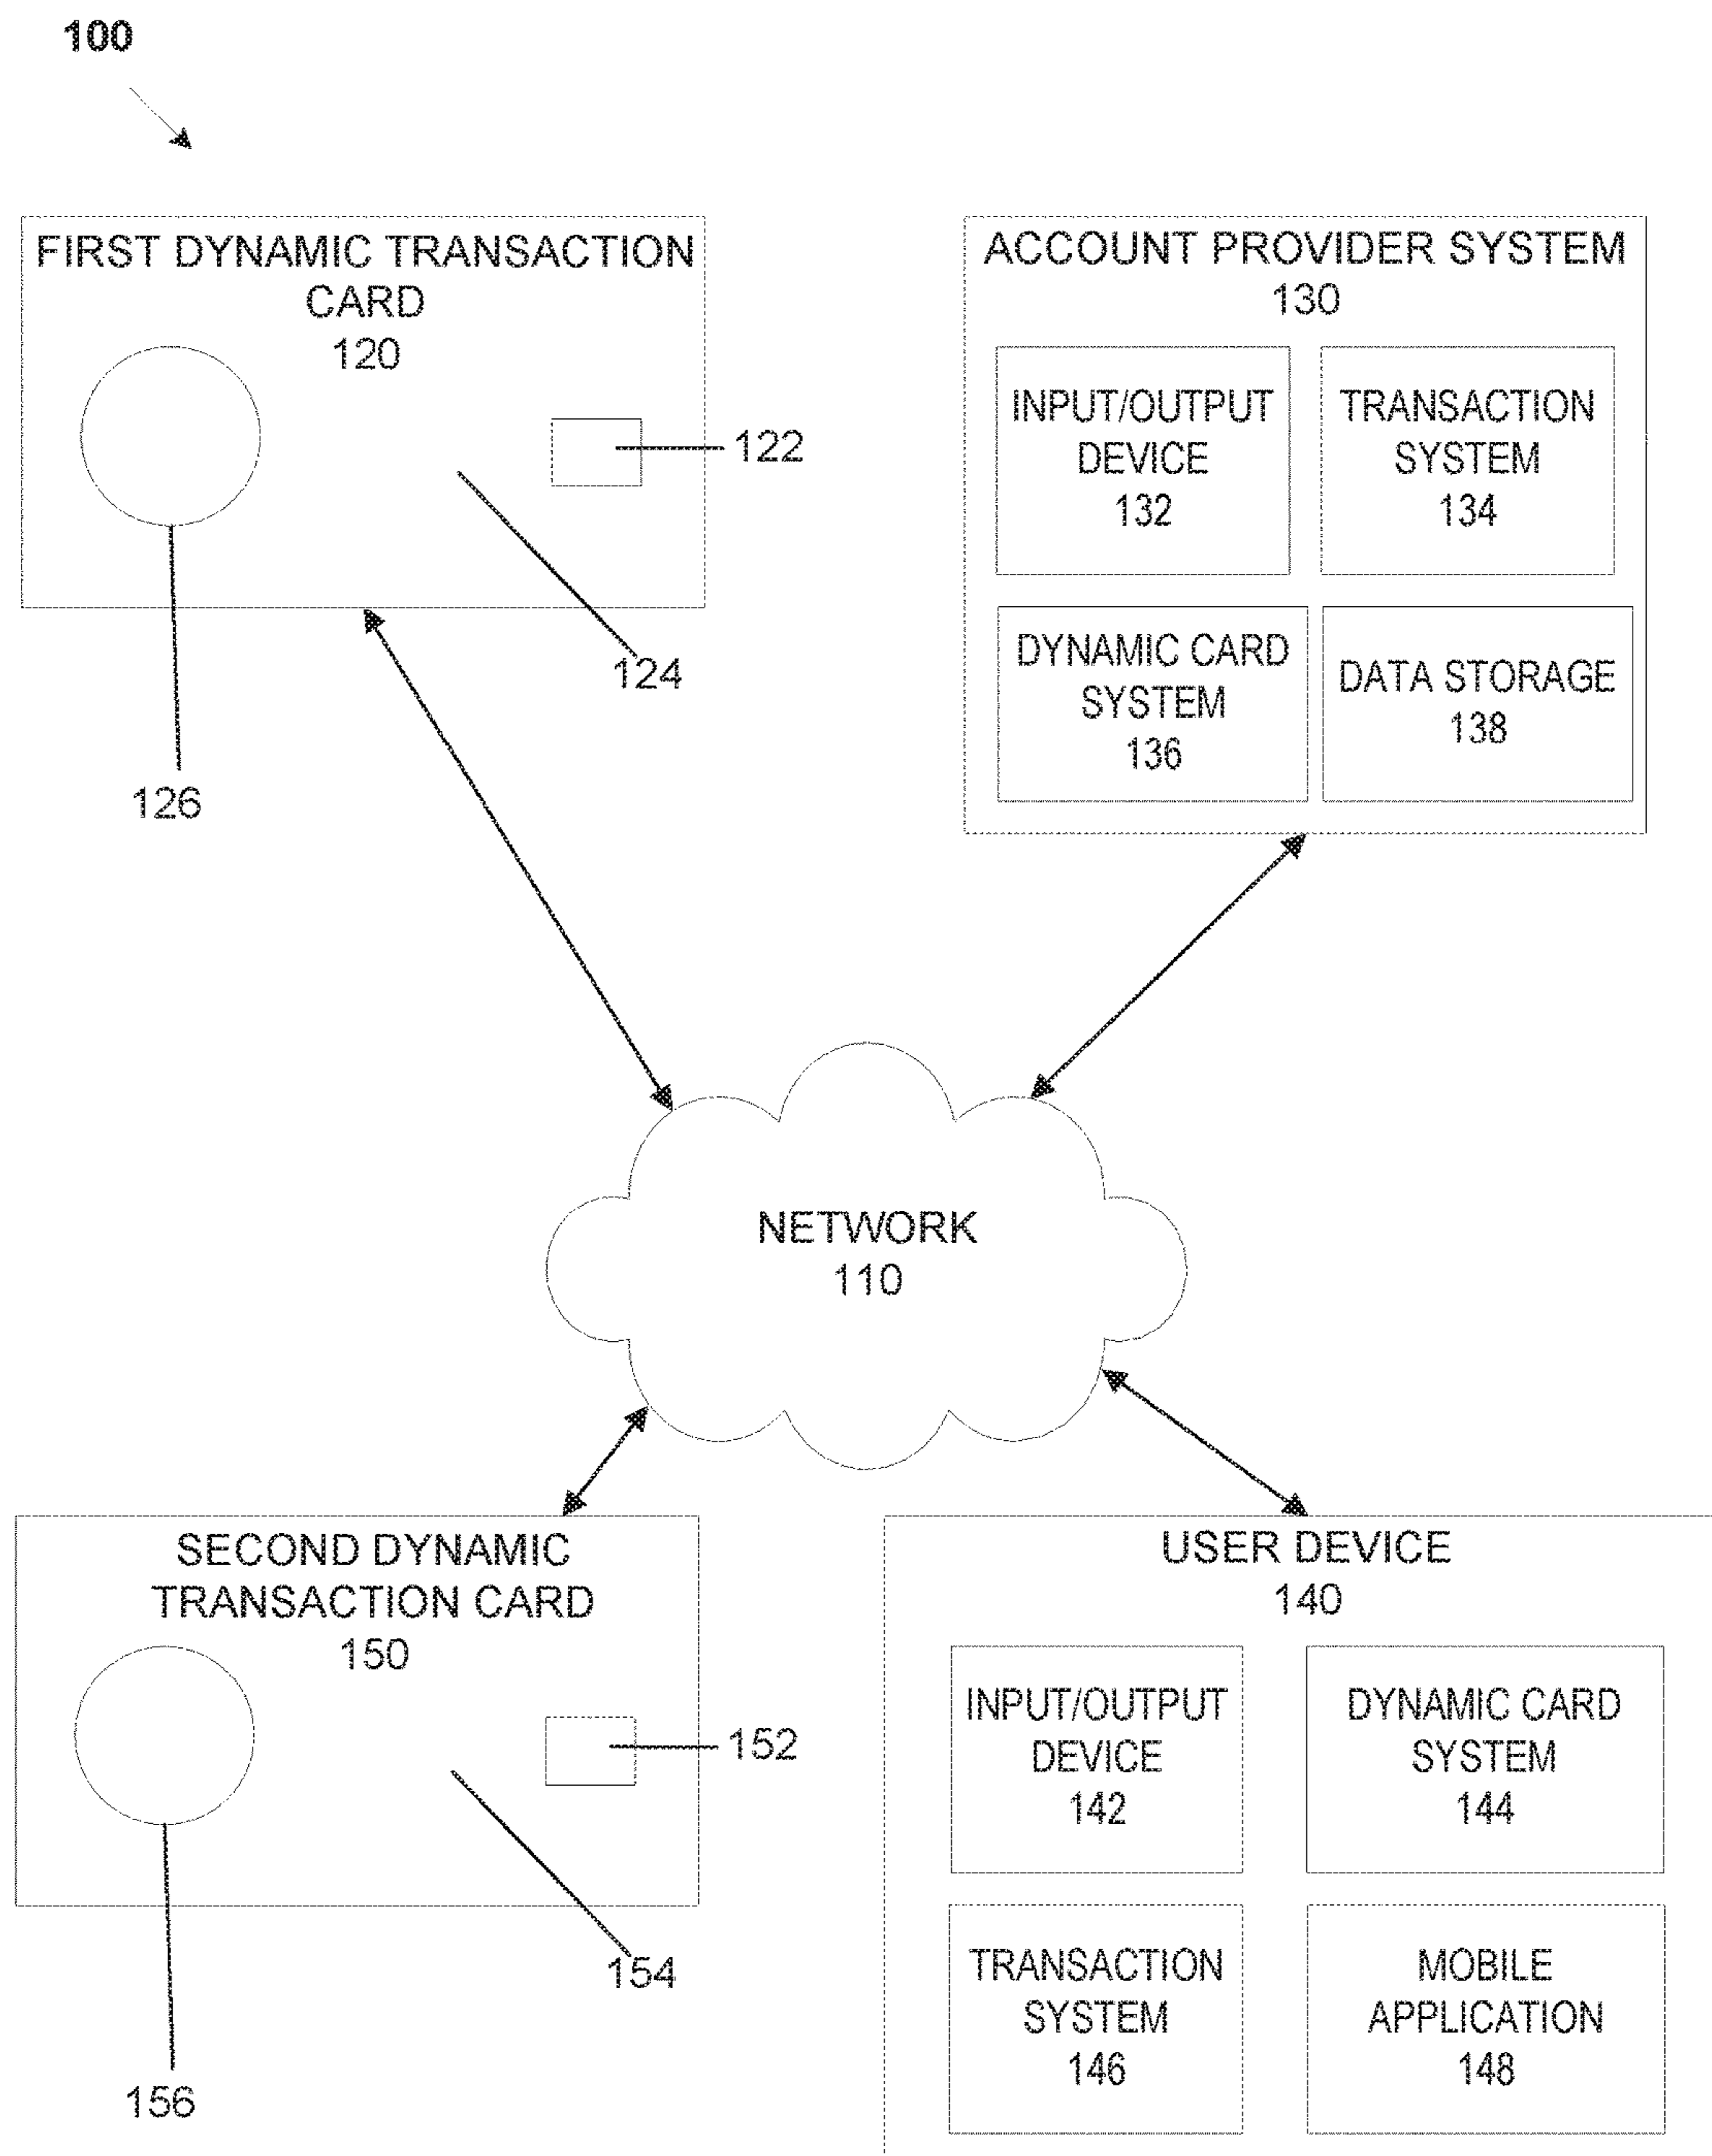 100
FIRST DYNAMIC TRANSACTION
CARD
120
122
124
126
ACCOUNT PROVIDER SYSTEM
130
INPUT/OUTPUT
DEVICE
132
TRANSACTION
SYSTEM
134
DYNAMIC CARD
SYSTEM
136
DATA STORAGE
138
NETWORK
110
SECOND DYNAMIC
TRANSACTION CARD
150
152
154
156
USER DEVICE
140
INPUT/OUTPUT
DEVICE
142
DYNAMIC CARD
SYSTEM
144
TRANSACTION
SYSTEM
146
MOBILE
APPLICATION
148